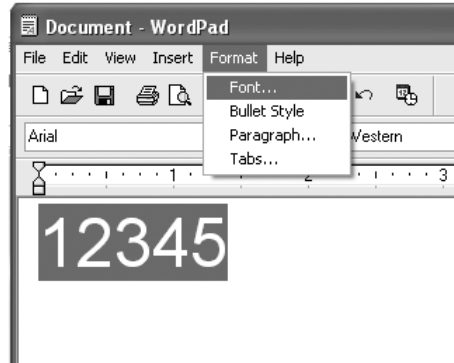 Document - WordPad
File Edit View Insert Format Help
Font...
Bullet Style
Paragraph...
Tabs...
Arial
Western
1 2 3
12345